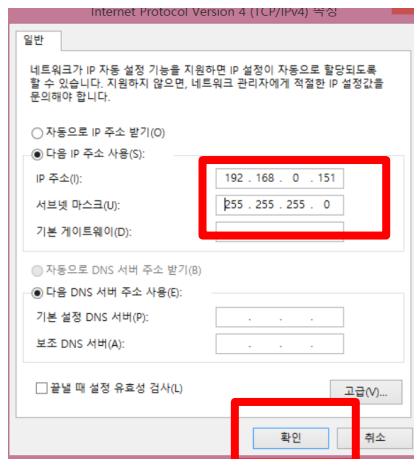 Internet Protocol Version 4 (TCP/IPv4) 속성
일반
네트워크가 IP 자동 설정 기능을 지원하면 IP 설정이 자동으로 할당되도록
할 수 있습니다. 지원하지 않으면, 네트워크 관리자에게 적절한 IP 설정값을
문의해야 합니다.
자동으로 IP 주소 받기(O)
다음 IP 주소 사용(S):
IP 주소(I): 192 . 168 . 0 . 151
서브넷 마스크(U): 255 . 255 . 255 . 0
기본 게이트웨이(D):
자동으로 DNS 서버 주소 받기(B)
다음 DNS 서버 주소 사용(E):
기본 설정 DNS 서버(P): . . .
보조 DNS 서버(A): . . .
끝낼 때 설정 유효성 검사(L)
고급(V)...
확인 취소